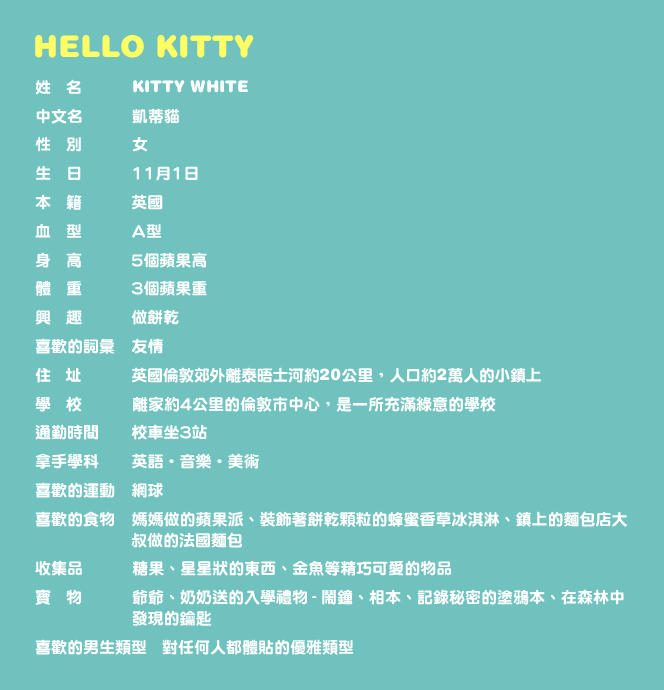 HELLO KITTY
姓 名 KITTY WHITE
中文名 凱蒂貓
性 別 女
生 日 11月1日
本 籍 英國
血 型 A型
身 高 5個蘋果高
體 重 3個蘋果重
興 趣 做餅乾
喜歡的詞彙 友情
住 址 英國倫敦郊外離泰晤士河約20公里，人口約2萬人的小鎮上
學 校 離家約4公里的倫敦市中心，是一所充滿綠意的學校
通勤時間 校車坐3站
拿手學科 英語・音樂・美術
喜歡的運動 網球
喜歡的食物 媽媽做的蘋果派、裝飾著餅乾顆粒的蜂蜜香草冰淇淋、鎮上的麵包店大
叔做的法國麵包
收集品 糖果、星星狀的東西、金魚等精巧可愛的物品
寶 物 爺爺、奶奶送的入學禮物-鬧鐘、相本、記錄秘密的塗鴉本、在森林中
發現的鑰匙
喜歡的男生類型 對任何人都體貼的優雅類型